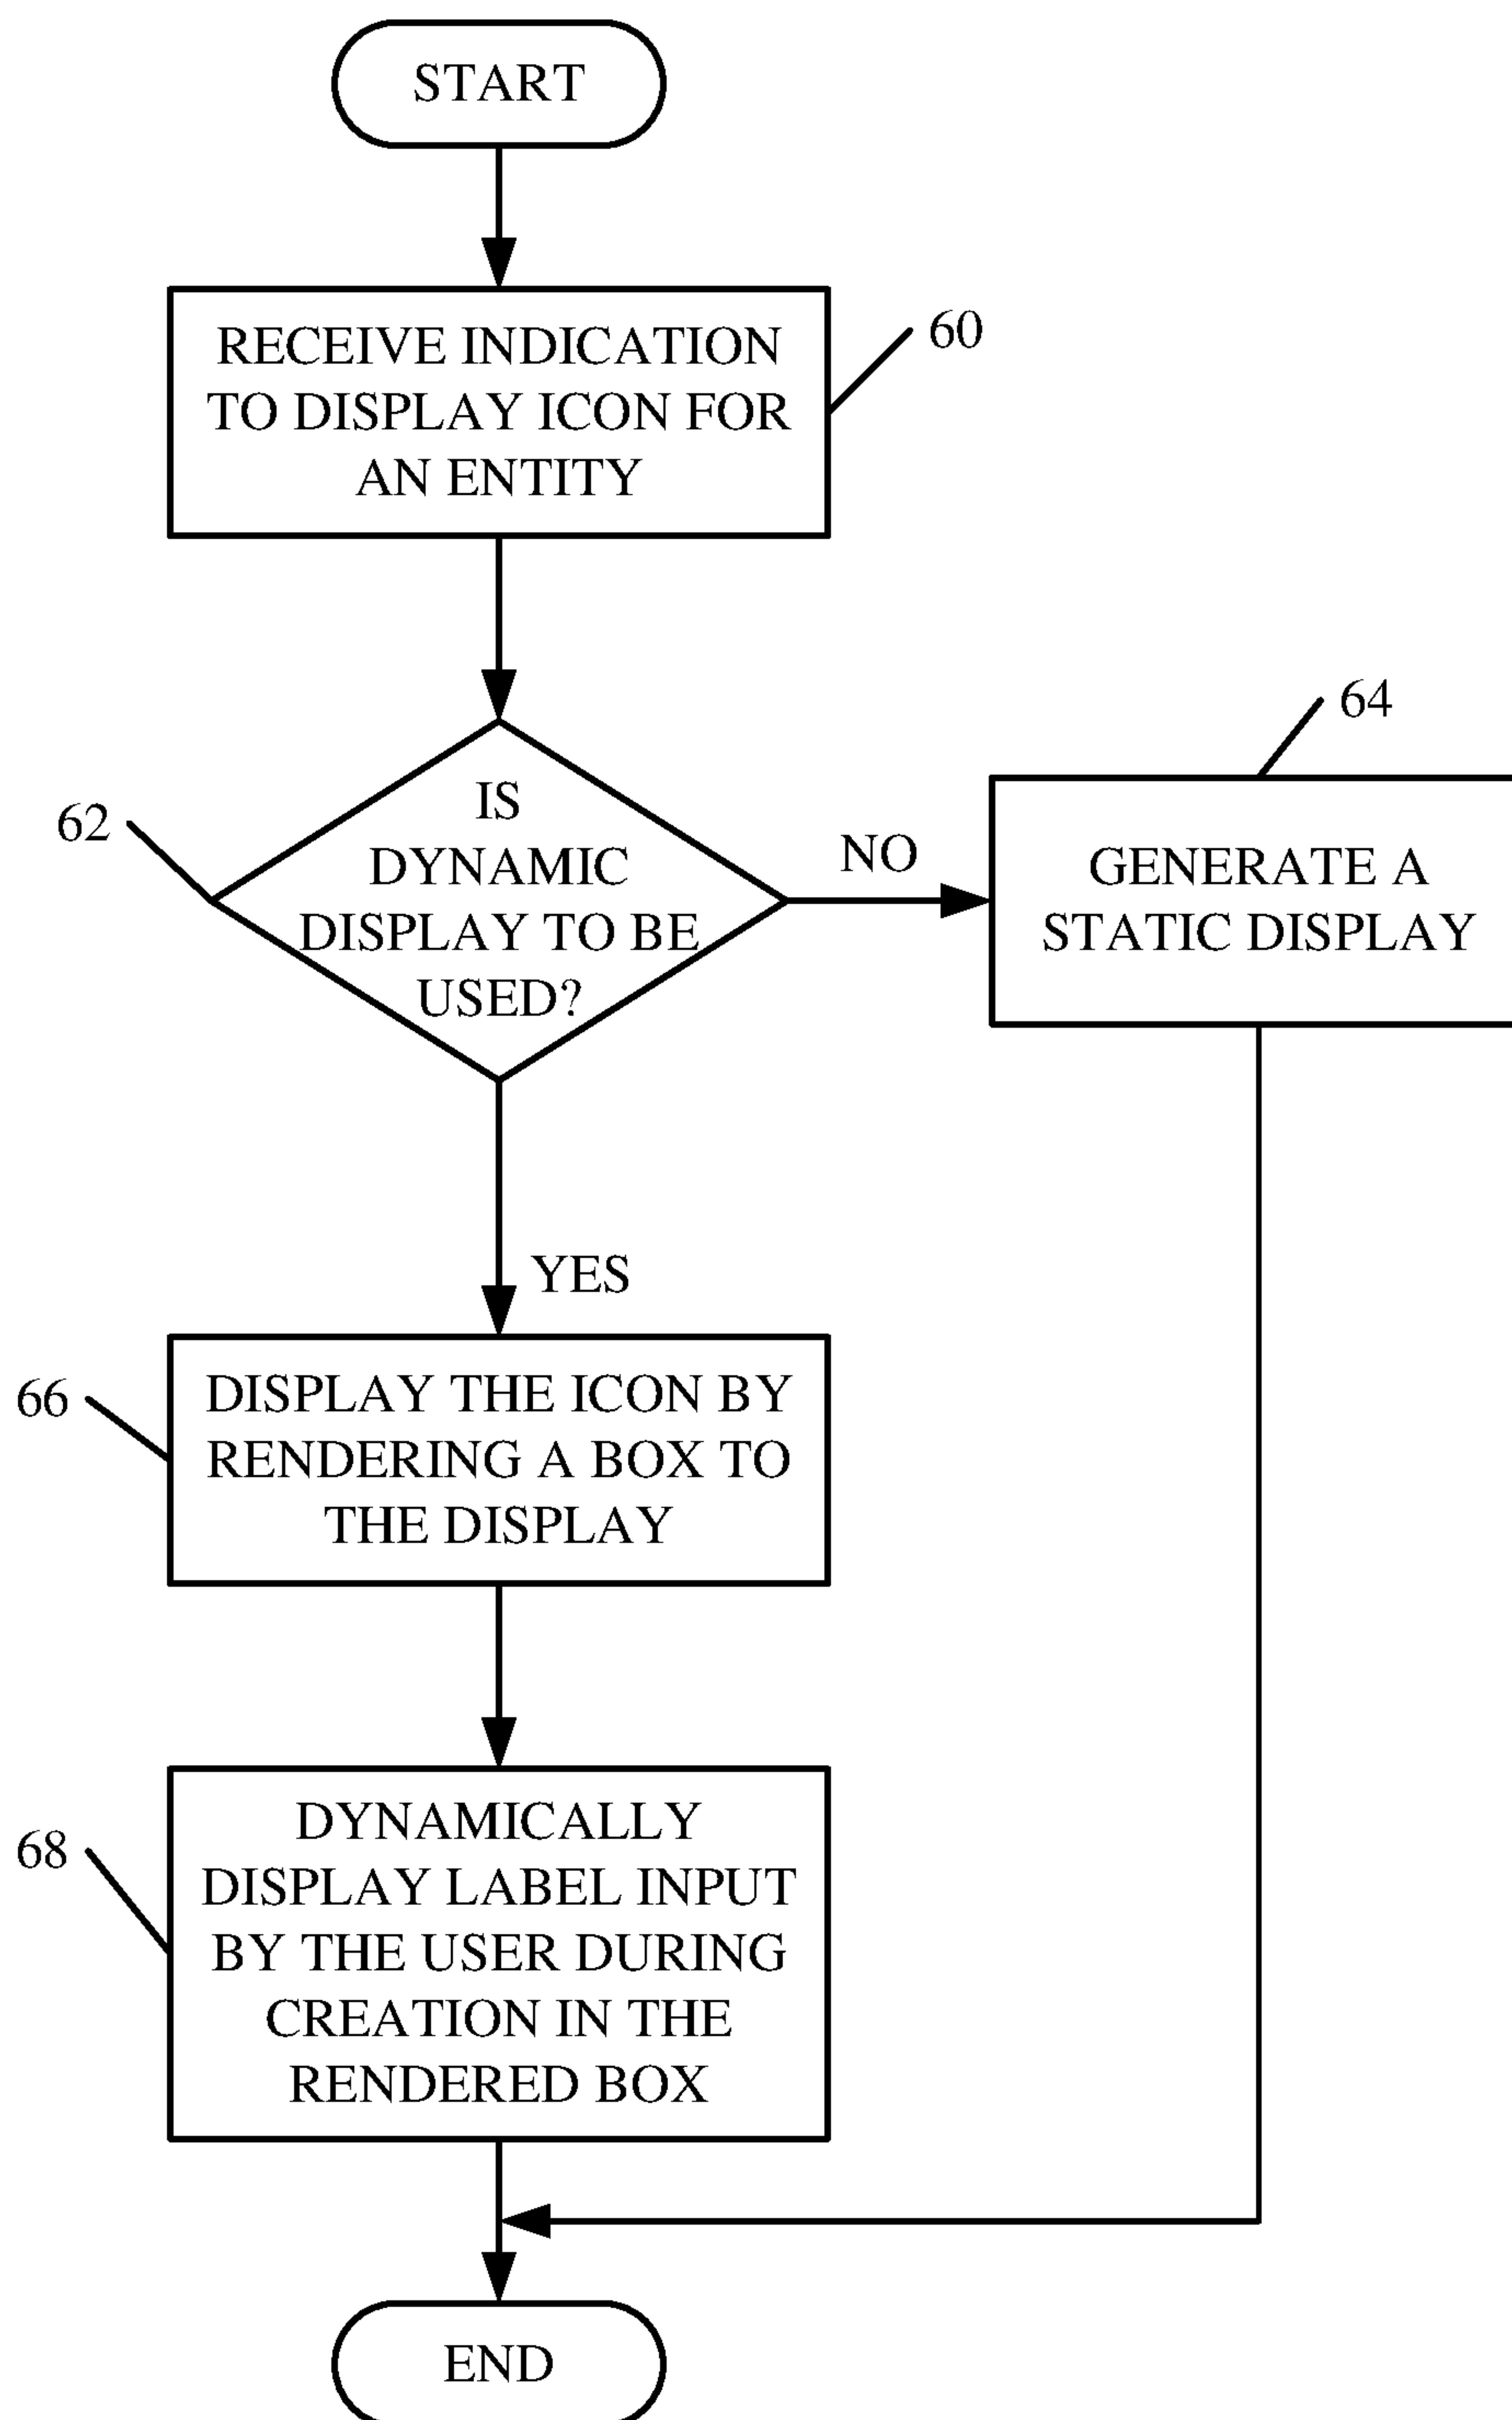 START
RECEIVE INDICATION
TO DISPLAY ICON FOR
AN ENTITY
60
IS
DYNAMIC
DISPLAY TO BE
USED?
62
NO
64
GENERATE A
STATIC DISPLAY
YES
66
DISPLAY THE ICON BY
RENDERING A BOX TO
THE DISPLAY
68
DYNAMICALLY
DISPLAY LABEL INPUT
BY THE USER DURING
CREATION IN THE
RENDERED BOX
END